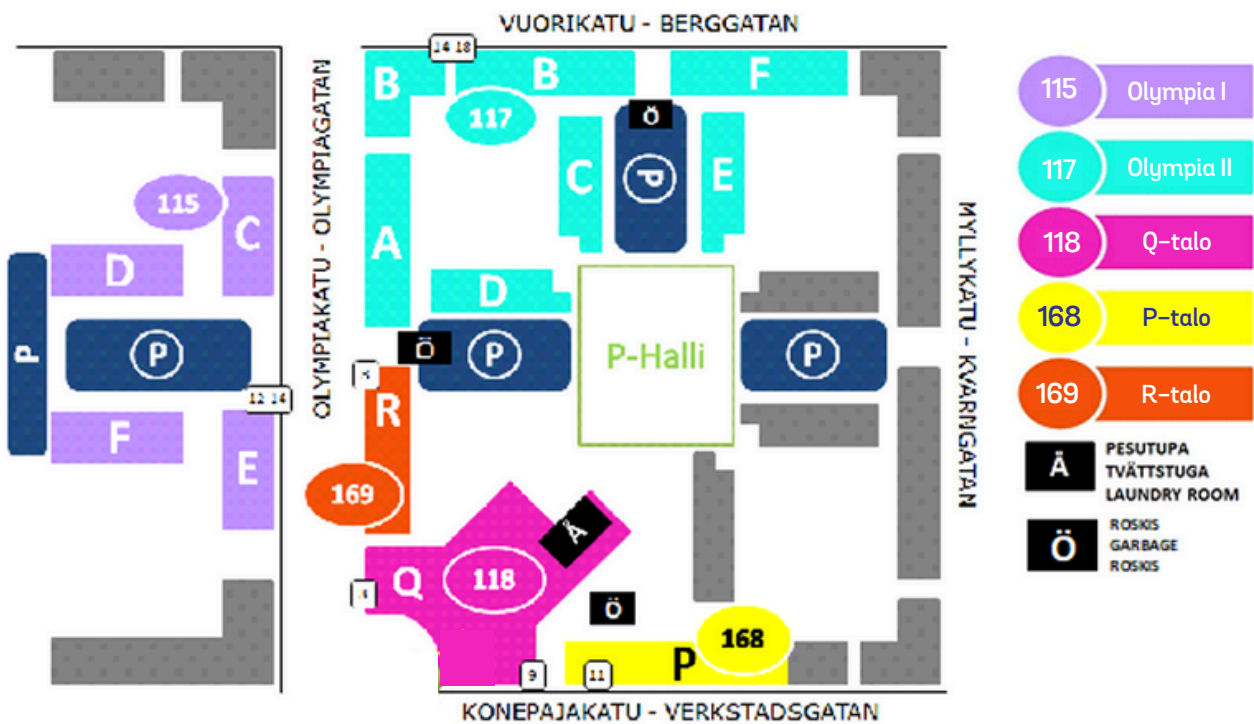 VUORIKATU - BERGGATAN
14 18
B
B
F
117
Ö
P
C
E
115
C
D
A
D
P
P
OLYMPIAKATU - OLYMPIAGATAN
Ö
P
P-Halli
P
MYLLYKATU - KVARNGATAN
12 14
F
E
R
169
Ä
Q
118
Ö
168
P
9
11
KONEPAJAKATU - VERKSTADSGATAN
115 Olympia I
117 Olympia II
118 Q-talo
168 P-talo
169 R-talo
Ä
PESUTUPA
TVÄTTSTUGA
LAUNDRY ROOM
Ö
ROSKIS
GARBAGE
ROSKIS